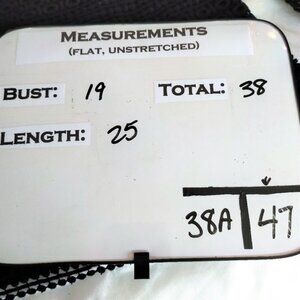 MEASUREMENTS
(FLAT, UNSTRETCHED)
BUST: 19 TOTAL: 38
LENGTH: 25
38A 47